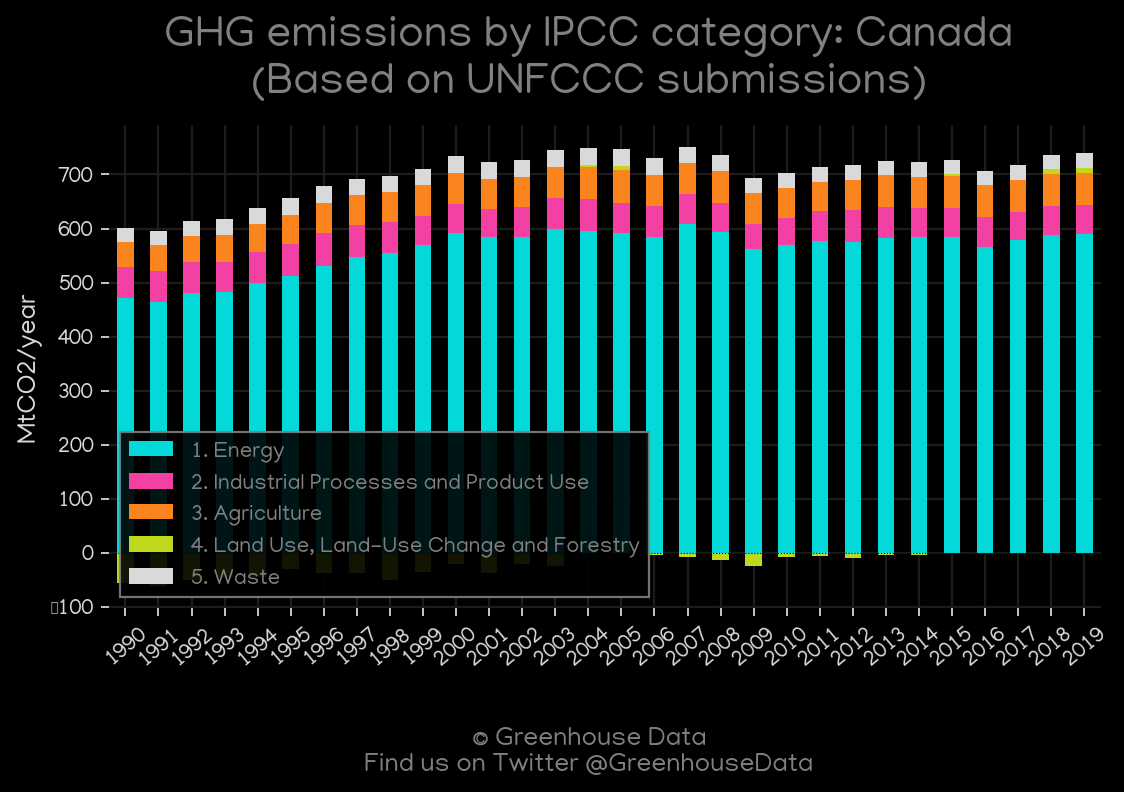 GHG emissions by IPCC category: Canada
(Based on UNFCCC submissions)
MtCO2/year
700
600
500
400
300
200
100
0
▯100
1. Energy
2. Industrial Processes and Product Use
3. Agriculture
4. Land Use, Land-Use Change and Forestry
5. Waste
1990 1991 1992 1993 1994 1995 1996 1997 1998 1999 2000 2001 2002 2003 2004 2005 2006 2007 2008 2009 2010 2011 2012 2013 2014 2015 2016 2017 2018 2019
© Greenhouse Data
Find us on Twitter @GreenhouseData